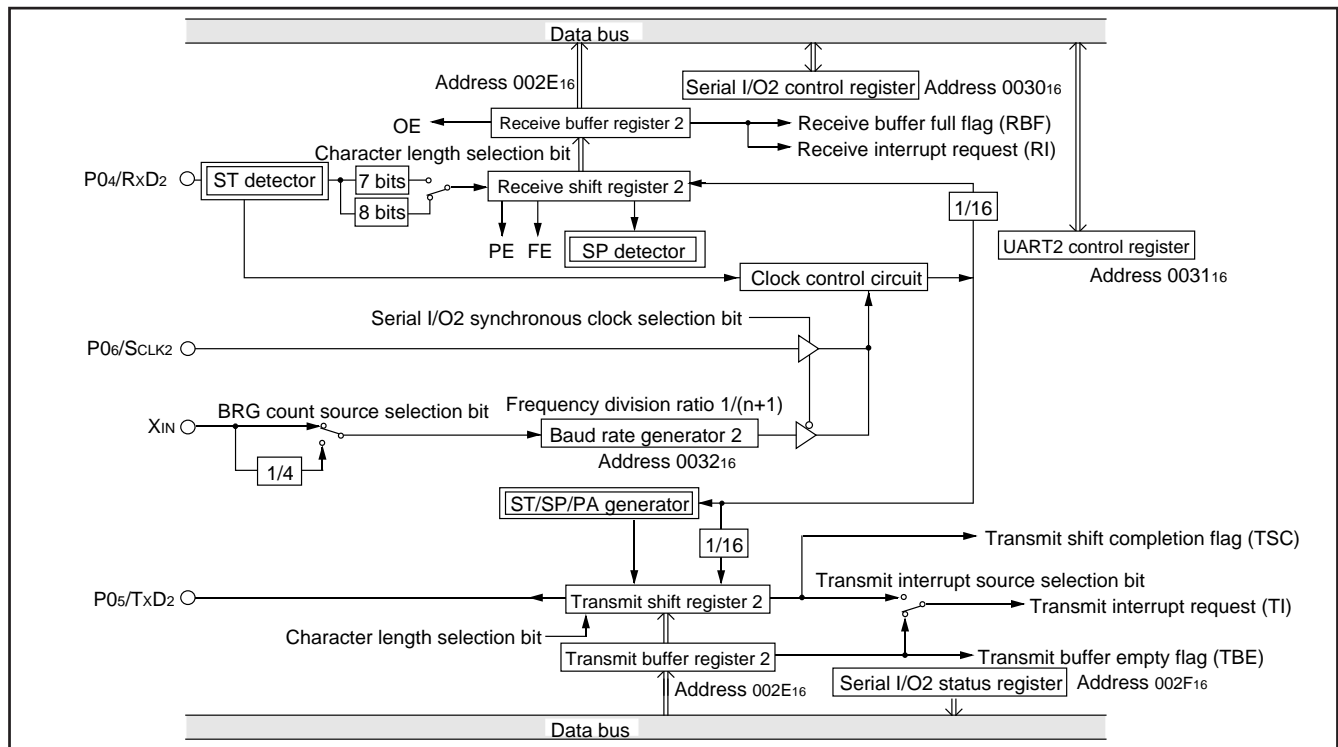 Data bus
Address 002E16
Serial I/O2 control register Address 003016
OE
Receive buffer register 2
Receive buffer full flag (RBF)
Receive interrupt request (RI)
Character length selection bit
P04/RXD2
ST detector
7 bits
8 bits
Receive shift register 2
1/16
PE FE
SP detector
UART2 control register
Address 003116
Clock control circuit
Serial I/O2 synchronous clock selection bit
P06/SCLK2
XIN
BRG count source selection bit
Frequency division ratio 1/(n+1)
Baud rate generator 2
Address 003216
1/4
ST/SP/PA generator
1/16
Transmit shift completion flag (TSC)
Transmit interrupt source selection bit
P05/TXD2
Transmit shift register 2
Transmit interrupt request (TI)
Character length selection bit
Transmit buffer register 2
Transmit buffer empty flag (TBE)
Address 002E16
Serial I/O2 status register Address 002F16
Data bus